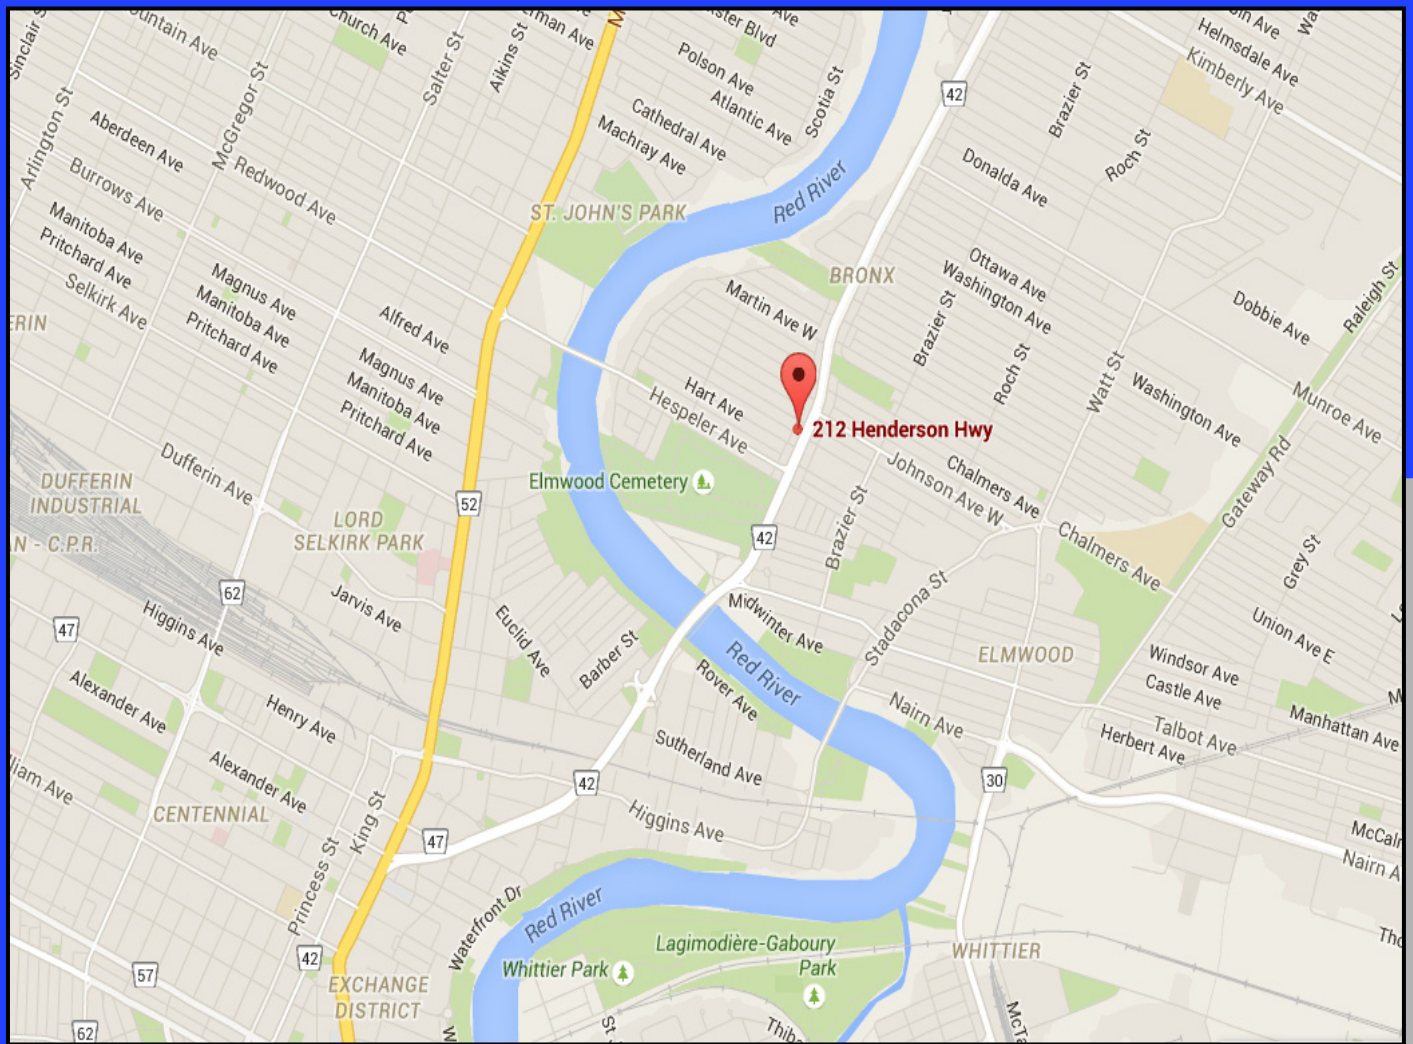 Church Ave
Salter St
Aikins St
Polson Ave
Atlantic Ave
Scotia St
Cathedral Ave
Machray Ave
42
Brazier St
Helmsdale Ave
Kimberly Ave
Roch St
Donalda Ave
Sinclair
Arlington St
McGregor St
Aberdeen Ave
Redwood Ave
Burrows Ave
Manitoba Ave
Pritchard Ave
Selkirk Ave
ST. JOHN'S PARK
Red River
BRONX
Ottawa Ave
Washington Ave
Dobbie Ave
Raleigh St
Magnus Ave
Manitoba Ave
Pritchard Ave
Alfred Ave
Martin Ave W
Brazier St
Roch St
Watt St
Washington Ave
Munroe Ave
Magnus Ave
Manitoba Ave
Pritchard Ave
Hart Ave
Hespeler Ave
212 Henderson Hwy
Johnson Ave W
Chalmers Ave
Gateway Rd
Dufferin Ave
DUFFERIN
INDUSTRIAL
LORD
SELKIRK PARK
52
Elmwood Cemetery
42
Brazier St
Chalmers Ave
Grey St
C.P.R.
62
47
Higgins Ave
Jarvis Ave
Euclid Ave
Barber St
Midwinter Ave
Stadacona St
ELMWOOD
Union Ave E
Windsor Ave
Castle Ave
Red River
Rover Ave
Nairn Ave
Talbot Ave
Herbert Ave
Manhattan Ave
Alexander Ave
Henry Ave
Alexander Ave
Sutherland Ave
42
30
CENTENNIAL
King St
Princess St
47
Higgins Ave
Nairn
Waterfront Dr
Red River
Lagimodière-Gaboury
Park
Whittier Park
WHITTIER
42
57
EXCHANGE
DISTRICT
62